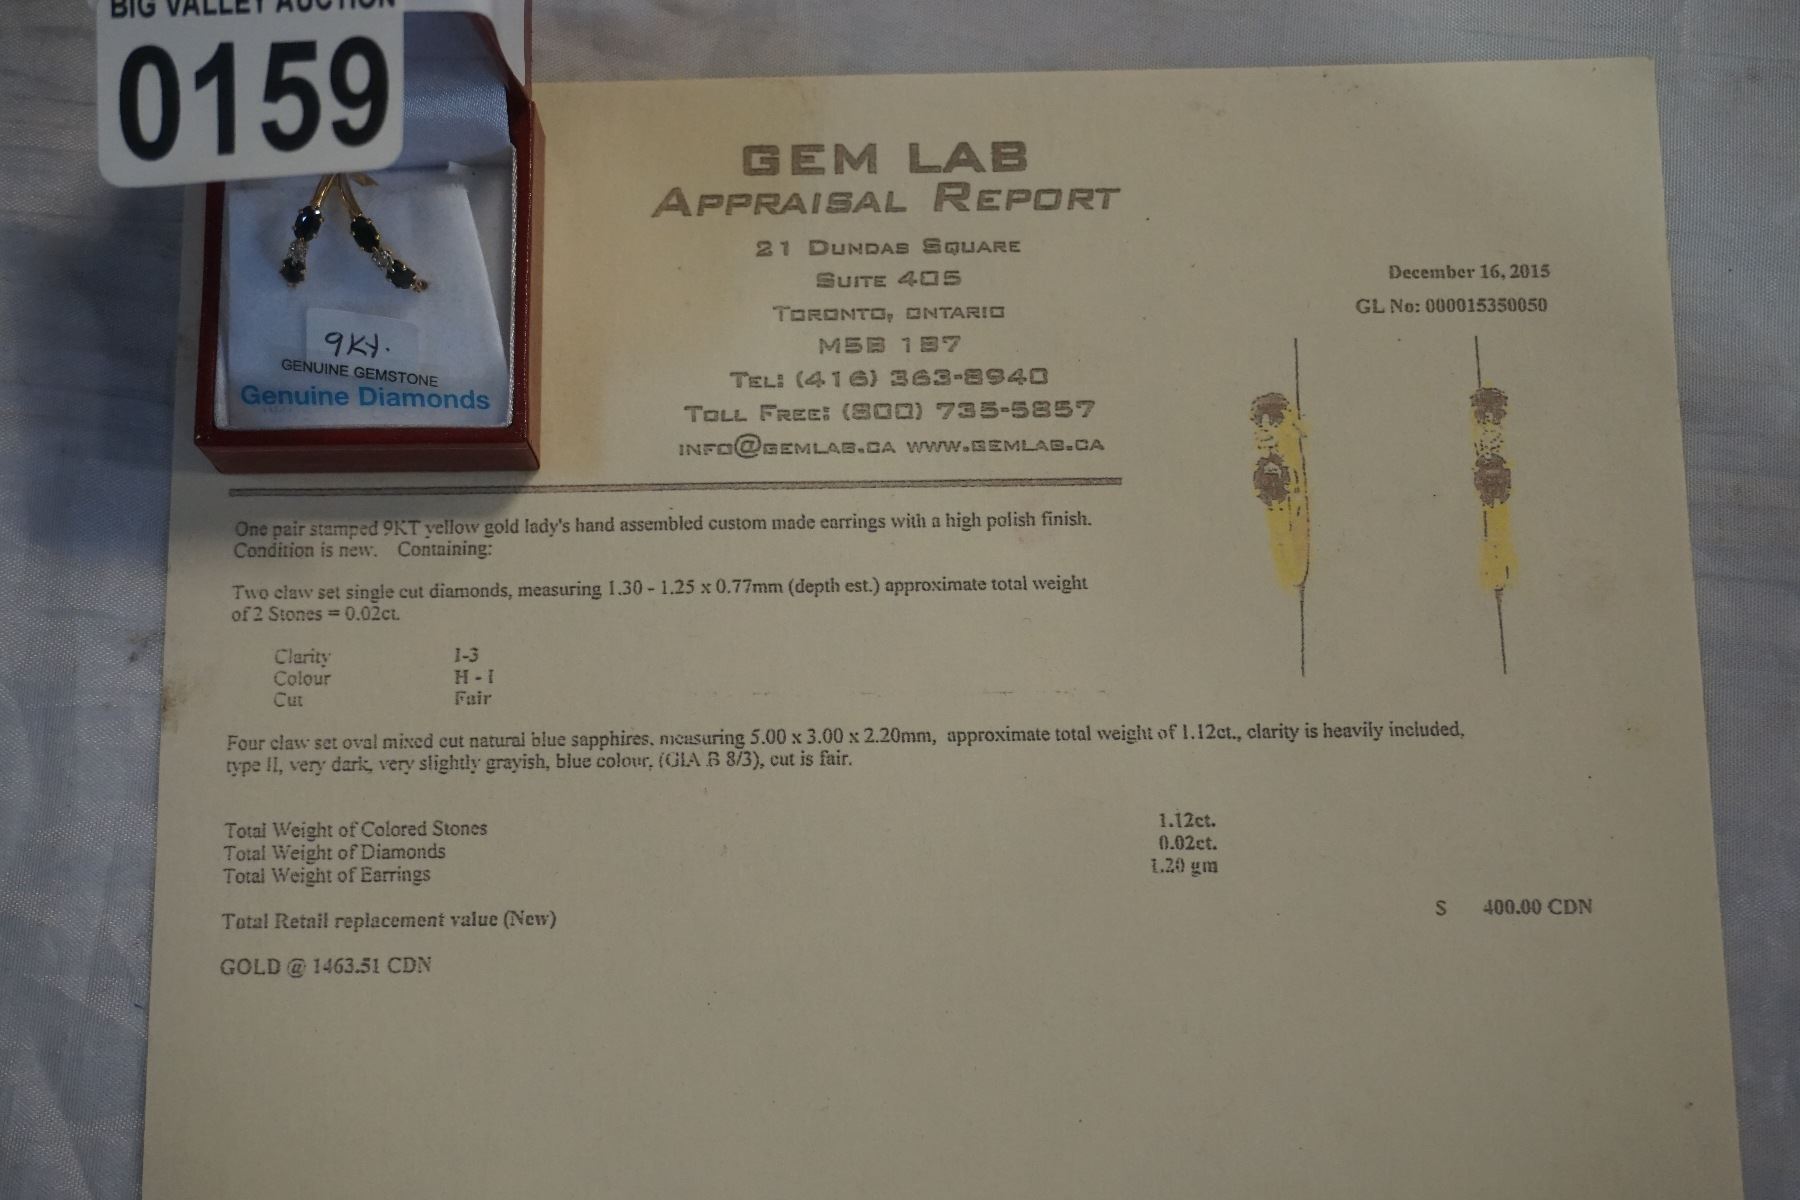 BIG VALLEY AUCTION
0159
9KY.
GENUINE GEMSTONE
Genuine Diamonds
GEM LAB
APPRAISAL REPORT
21 DUNDAS SQUARE
SUITE 405
TORONTO, ONTARIO
M5B 1B7
TEL: (416) 363-8940
TOLL FREE: (800) 735-5857
INFO@GEMLAB.CA WWW.GEMLAB.CA
December 16, 2015
GL No: 000015350050
One pair stamped 9KT yellow gold lady's hand assembled custom made earrings with a high polish finish.
Condition is new. Containing:
Two claw set single cut diamonds, measuring 1.30 - 1.25 x 0.77mm (depth est.) approximate total weight
of 2 Stones = 0.02ct.
Clarity I-3
Colour H - I
Cut Fair
Four claw set oval mixed cut natural blue sapphires, measuring 5.00 x 3.00 x 2.20mm, approximate total weight of 1.12ct., clarity is heavily included,
type II, very dark, very slightly grayish, blue colour, (GIA B 8/3), cut is fair.
Total Weight of Colored Stones 1.12ct.
Total Weight of Diamonds 0.02ct.
Total Weight of Earrings 1.20 gm
Total Retail replacement value (New) $ 400.00 CDN
GOLD @ 1463.51 CDN